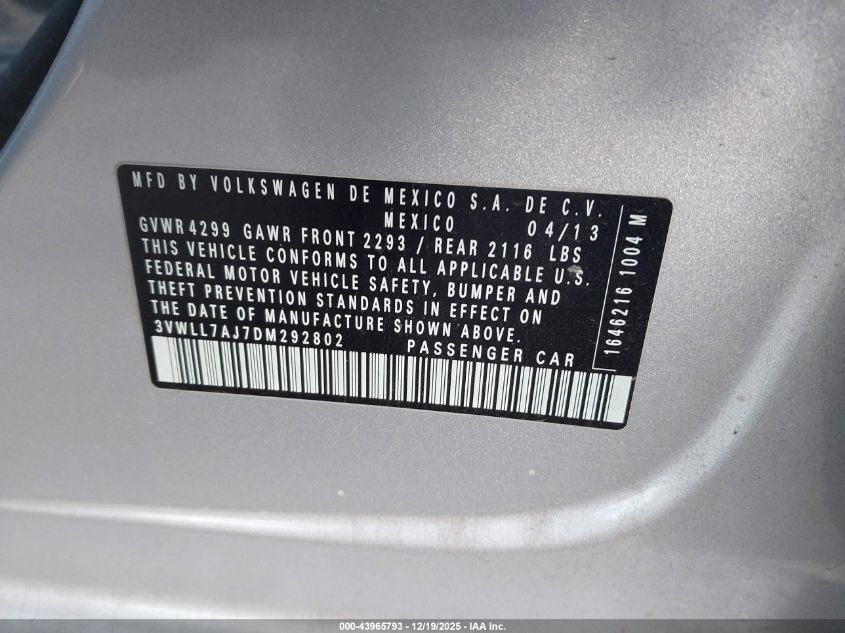 MFD BY VOLKSWAGEN DE MEXICO S.A. DE C.V.
MEXICO 04/13
GVWR 4299 GAWR FRONT 2293 / REAR 2116 LBS
THIS VEHICLE CONFORMS TO ALL APPLICABLE U.S.
FEDERAL MOTOR VEHICLE SAFETY, BUMPER AND
THEFT PREVENTION STANDARDS IN EFFECT ON
THE DATE OF MANUFACTURE SHOWN ABOVE.
3VWLL7AJ7DM292802 PASSENGER CAR
1646216 1004 M
000-43965793 - 12/19/2025 - IAA Inc.